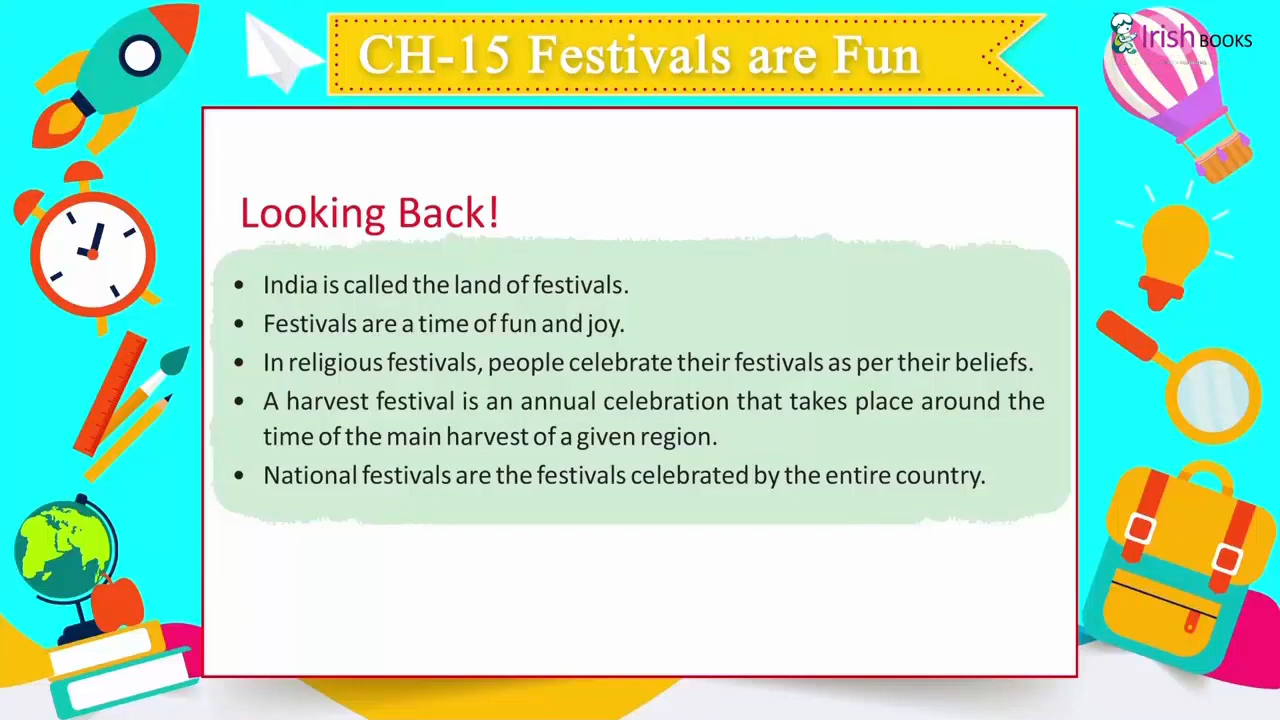 CH-15 Festivals are Fun
Irish BOOKS
Looking Back!
• India is called the land of festivals.
• Festivals are a time of fun and joy.
• In religious festivals, people celebrate their festivals as per their beliefs.
• A harvest festival is an annual celebration that takes place around the
time of the main harvest of a given region.
• National festivals are the festivals celebrated by the entire country.